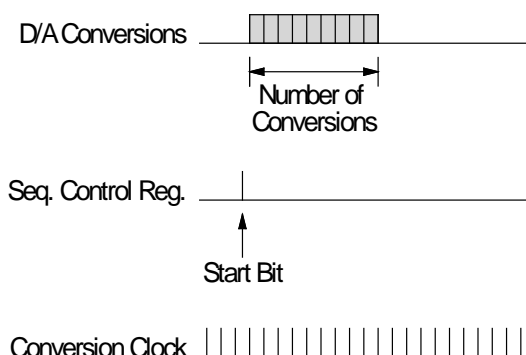 D/A Conversions
Number of
Conversions
Seq. Control Reg.
Start Bit
Conversion Clock